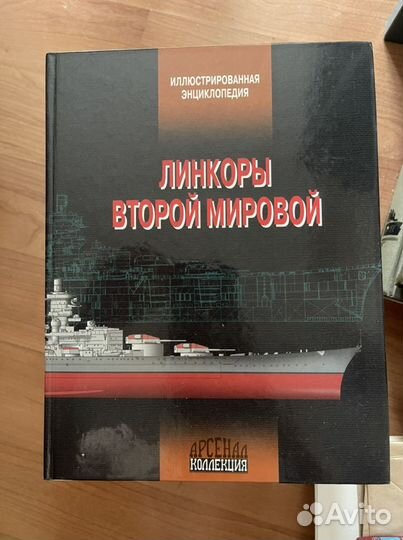 ИЛЛЮСТРИРОВАННАЯ
ЭНЦИКЛОПЕДИЯ
ЛИНКОРЫ
ВТОРОЙ МИРОВОЙ
АРСЕНАЛ
КОЛЛЕКЦИЯ
Avito